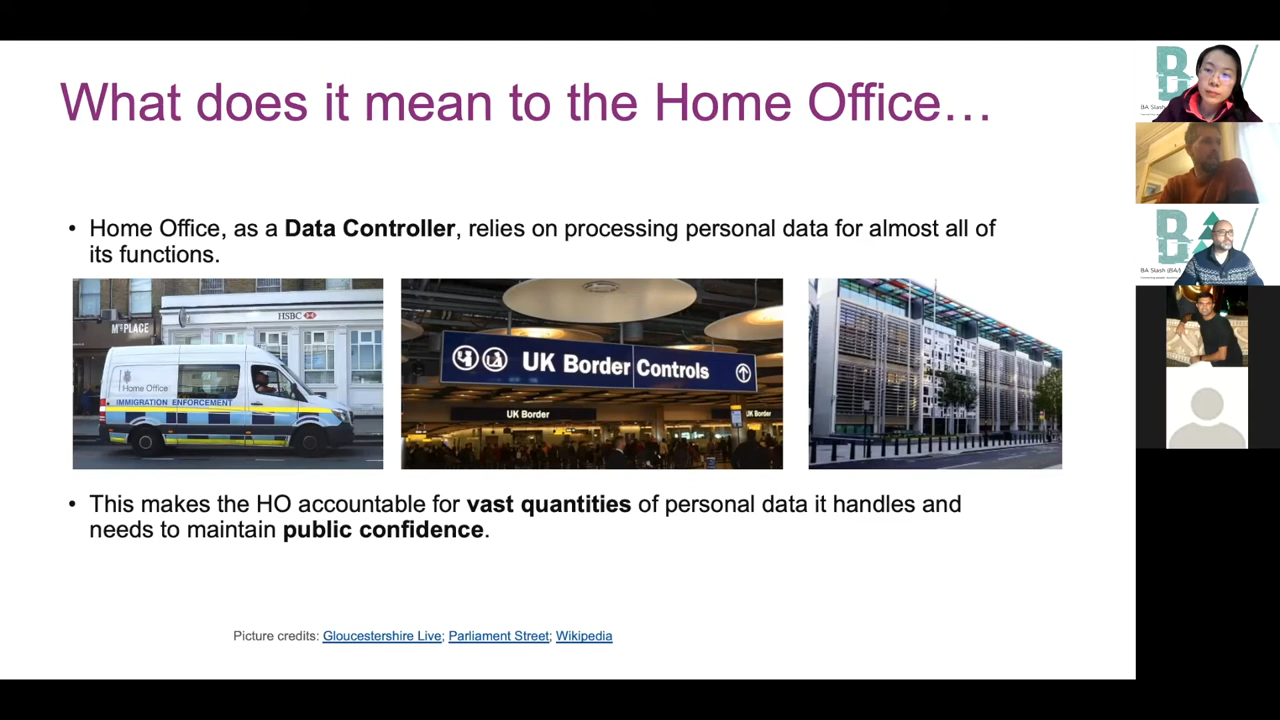 What does it mean to the Home Office…
• Home Office, as a Data Controller, relies on processing personal data for almost all of
its functions.
HSBC
M's PLACE
Home Office
IMMIGRATION ENFORCEMENT
UK Border Controls
UK Border
UK Border
• This makes the HO accountable for vast quantities of personal data it handles and
needs to maintain public confidence.
Picture credits: Gloucestershire Live; Parliament Street; Wikipedia
BA/
BA Slash
BA/
BA Slash (BA/)